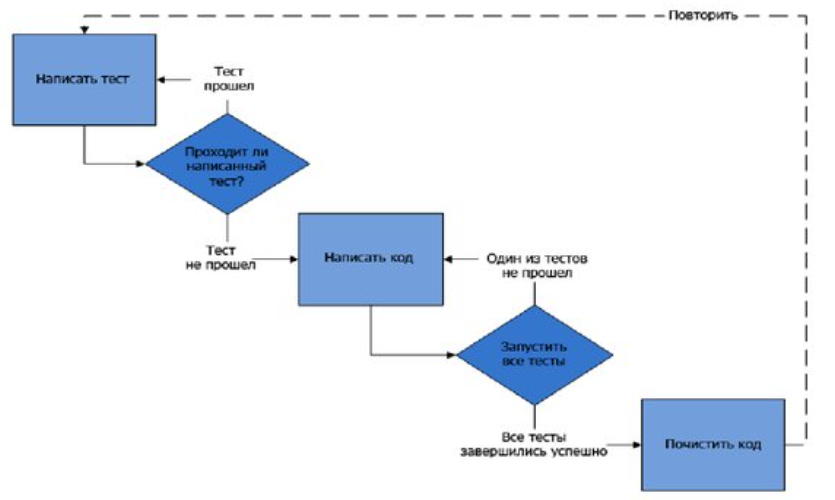 Повторить
Написать тест
Тест
прошел
Проходит ли
написанный
тест?
Тест
не прошел
Написать код
Один из тестов
не прошел
Запустить
все тесты
Все тесты
завершились успешно
Почистить код